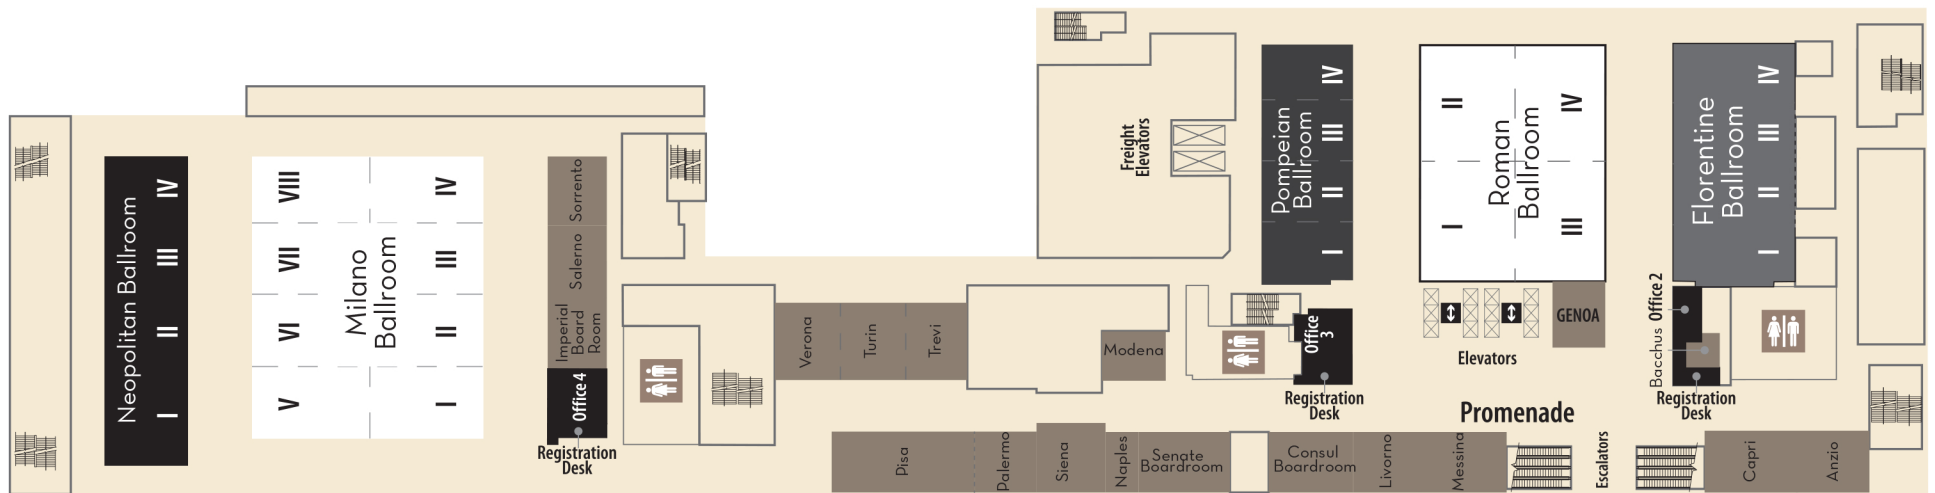 Neopolitan Ballroom
IV
III
II
I
VIII
VII
VI
V
Milano
Ballroom
IV
III
II
I
Sorrento
Salerno
Imperial
Board
Room
Office 4
Registration
Desk
Verona
Turin
Trevi
Modena
Freight
Elevators
Pompeian
Ballroom
IV
III
II
I
Office
3
Registration
Desk
Roman
Ballroom
II
I
IV
III
Elevators
GENOA
Florentine
Ballroom
IV
III
II
I
Office 2
Bacchus
Registration
Desk
Promenade
Pisa
Palermo
Siena
Naples
Senate
Boardroom
Consul
Boardroom
Livorno
Messina
Escalators
Capri
Anzio